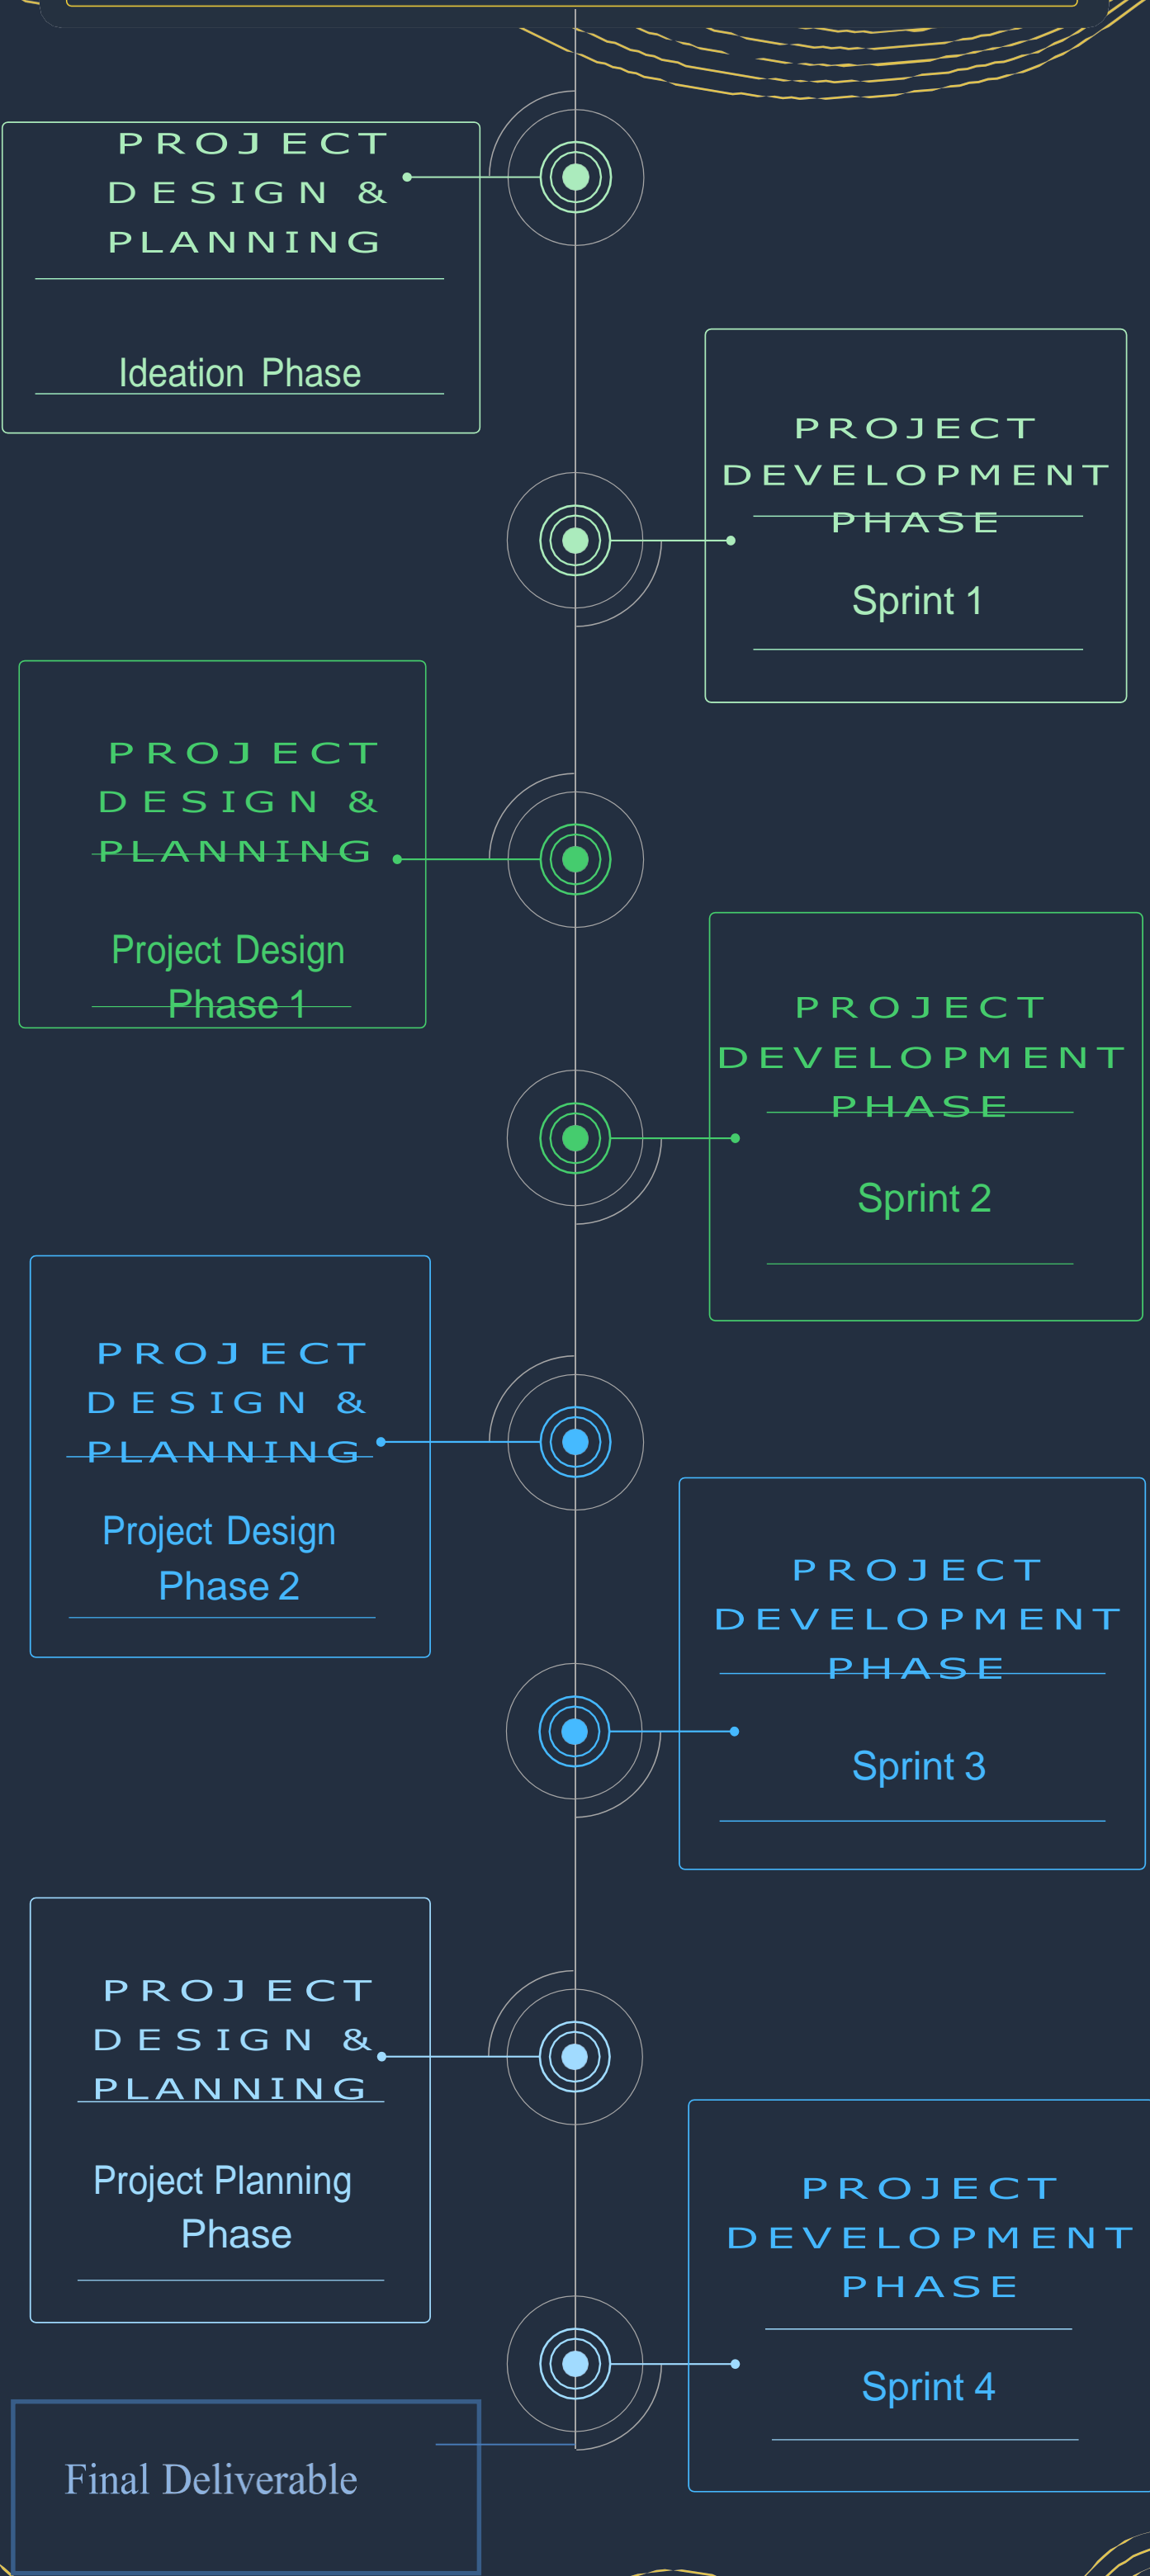 PROJECT
DESIGN &
PLANNING
Ideation Phase
PROJECT
DEVELOPMENT
PHASE
Sprint 1
PROJECT
DESIGN &
PLANNING
Project Design
Phase 1
PROJECT
DEVELOPMENT
PHASE
Sprint 2
PROJECT
DESIGN &
PLANNING
Project Design
Phase 2
PROJECT
DEVELOPMENT
PHASE
Sprint 3
PROJECT
DESIGN &
PLANNING
Project Planning
Phase
PROJECT
DEVELOPMENT
PHASE
Sprint 4
Final Deliverable